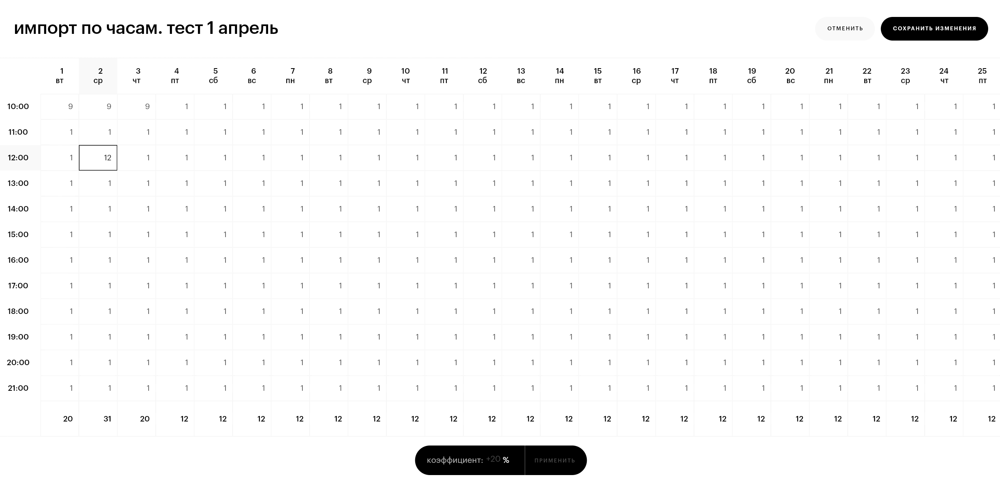 импорт по часам. тест 1 апрель
ОТМЕНИТЬ СОХРАНИТЬ ИЗМЕНЕНИЯ
1 2 3 4 5 6 7 8 9 10 11 12 13 14 15 16 17 18 19 20 21 22 23 24 25
вт ср чт пт сб вс пн вт ср чт пт сб вс пн вт ср чт пт сб вс пн вт ср чт пт
10:00 9 9 9 1 1 1 1 1 1 1 1 1 1 1 1 1 1 1 1 1 1 1 1 1 1
11:00 1 1 1 1 1 1 1 1 1 1 1 1 1 1 1 1 1 1 1 1 1 1 1 1 1
12:00 1 12 1 1 1 1 1 1 1 1 1 1 1 1 1 1 1 1 1 1 1 1 1 1 1
13:00 1 1 1 1 1 1 1 1 1 1 1 1 1 1 1 1 1 1 1 1 1 1 1 1 1
14:00 1 1 1 1 1 1 1 1 1 1 1 1 1 1 1 1 1 1 1 1 1 1 1 1 1
15:00 1 1 1 1 1 1 1 1 1 1 1 1 1 1 1 1 1 1 1 1 1 1 1 1 1
16:00 1 1 1 1 1 1 1 1 1 1 1 1 1 1 1 1 1 1 1 1 1 1 1 1 1
17:00 1 1 1 1 1 1 1 1 1 1 1 1 1 1 1 1 1 1 1 1 1 1 1 1 1
18:00 1 1 1 1 1 1 1 1 1 1 1 1 1 1 1 1 1 1 1 1 1 1 1 1 1
19:00 1 1 1 1 1 1 1 1 1 1 1 1 1 1 1 1 1 1 1 1 1 1 1 1 1
20:00 1 1 1 1 1 1 1 1 1 1 1 1 1 1 1 1 1 1 1 1 1 1 1 1 1
21:00 1 1 1 1 1 1 1 1 1 1 1 1 1 1 1 1 1 1 1 1 1 1 1 1 1
20 31 20 12 12 12 12 12 12 12 12 12 12 12 12 12 12 12 12 12 12 12 12 12 12
коэффициент: +20 % ПРИМЕНИТЬ